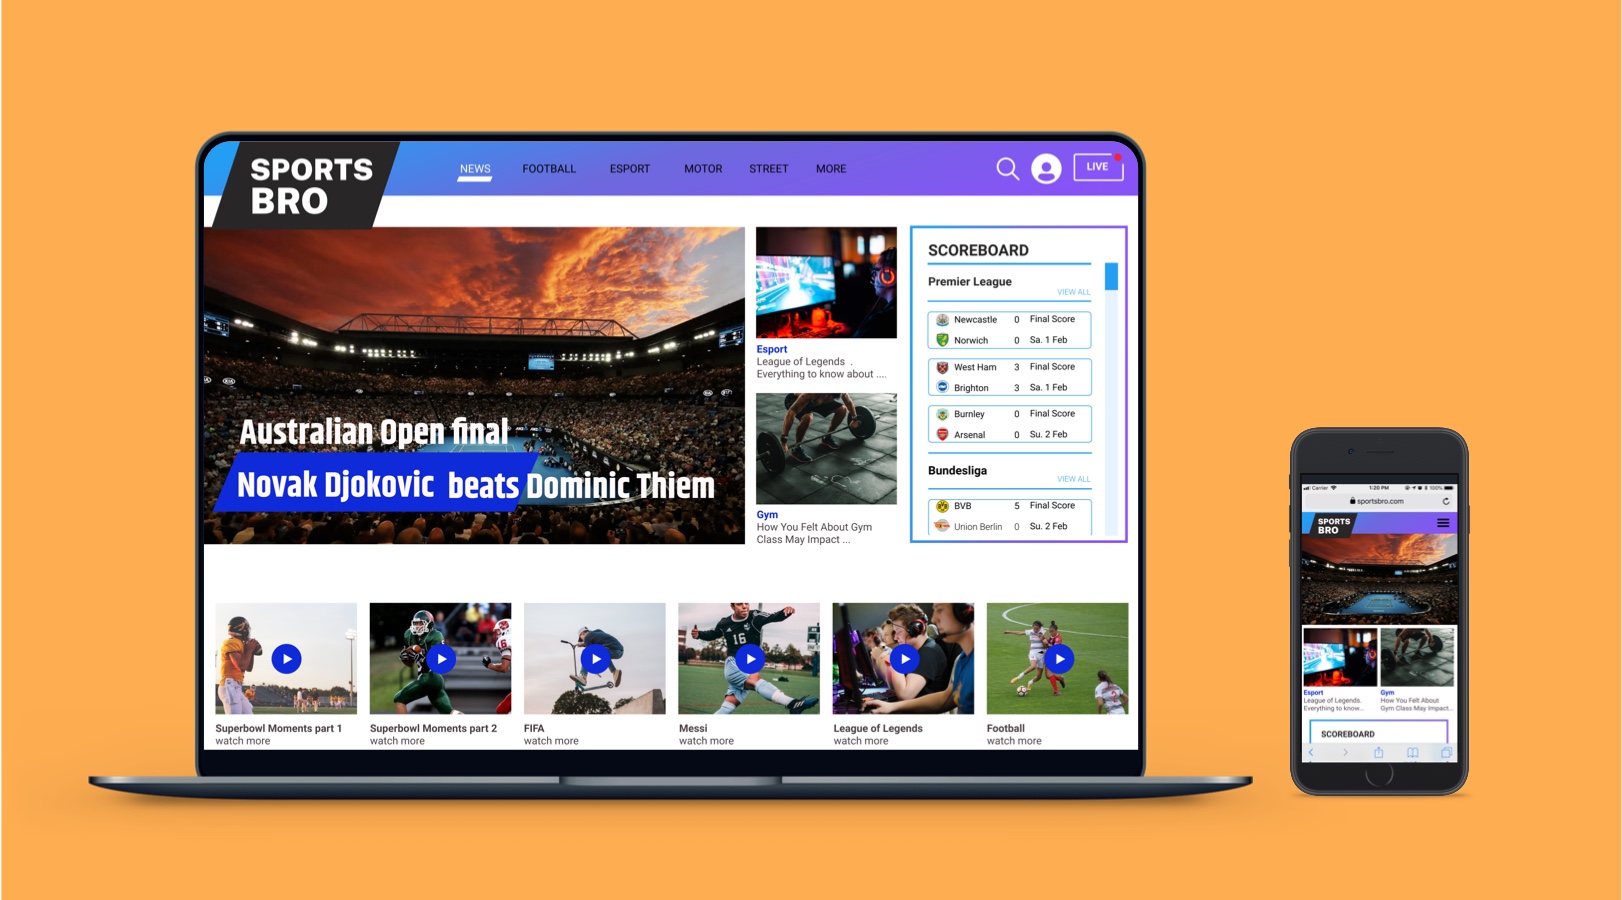 SPORTS
BRO
NEWS FOOTBALL ESPORT MOTOR STREET MORE
LIVE
Australian Open final
Novak Djokovic beats Dominic Thiem
Esport
League of Legends .
Everything to know about ....
Gym
How You Felt About Gym
Class May Impact ...
SCOREBOARD
Premier League
VIEW ALL
Newcastle 0 Final Score
Norwich 0 Sa. 1 Feb
West Ham 3 Final Score
Brighton 3 Sa. 1 Feb
Burnley 0 Final Score
Arsenal 0 Su. 2 Feb
Bundesliga
VIEW ALL
BVB 5 Final Score
Union Berlin 0 Su. 2 Feb
16
Superbowl Moments part 1
watch more
Superbowl Moments part 2
watch more
FIFA
watch more
Messi
watch more
League of Legends
watch more
Football
watch more
Carrier 1:20 PM 100%
sportsbro.com
SPORTS
BRO
Esport
League of Legends.
Everything to know...
Gym
How You Felt About
Gym Class May Impact...
SCOREBOARD